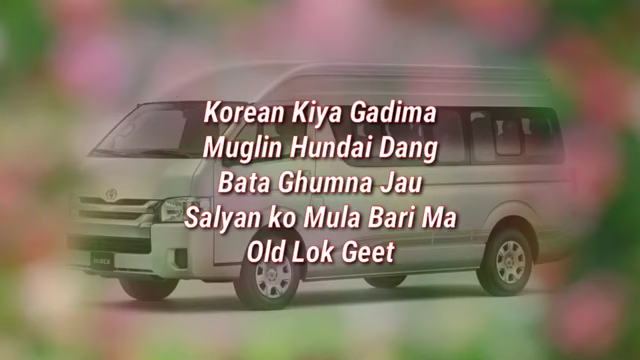 Korean Kiya Gadima
Muglin Hundai Dang
Bata Ghumna Jau
Salyan ko Mula Bari Ma
Old Lok Geet